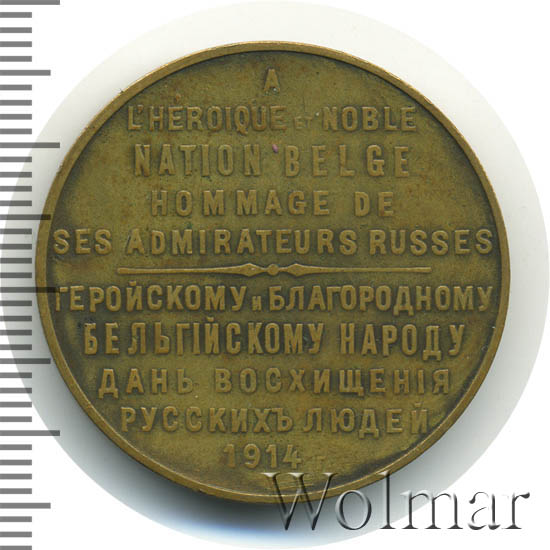 A
L'HEROIQUE ET NOBLE
NATION BELGE
HOMMAGE DE
SES ADMIRATEURS RUSSES
ГЕРОЙСКОМУ и БЛАГОРОДНОМУ
БЕЛЬГІЙСКОМУ НАРОДУ
ДАНЬ ВОСХИЩЕНІЯ
РУССКИХЪ ЛЮДЕЙ
1914 г.
Wolmar